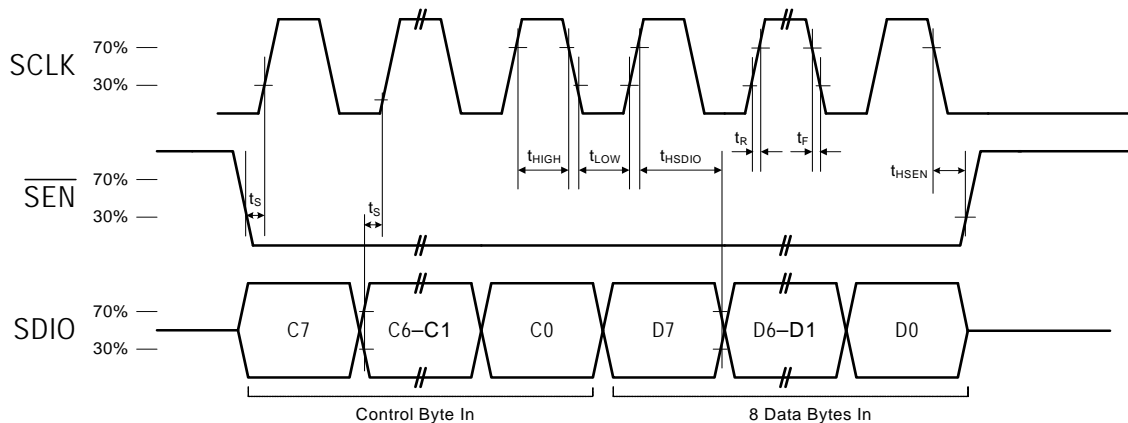 SCLK
70%
30%
tHIGH
tLOW
tHSDIO
tR
tF
tHSEN
SEN
70%
30%
tS
tS
SDIO
70%
30%
C7
C6–C1
C0
D7
D6–D1
D0
Control Byte In
8 Data Bytes In